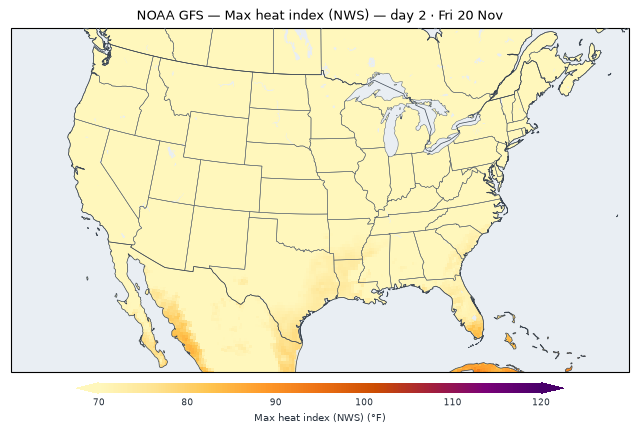 NOAA GFS — Max heat index (NWS) — day 2 · Fri 20 Nov
70 80 90 100 110 120
Max heat index (NWS) (°F)